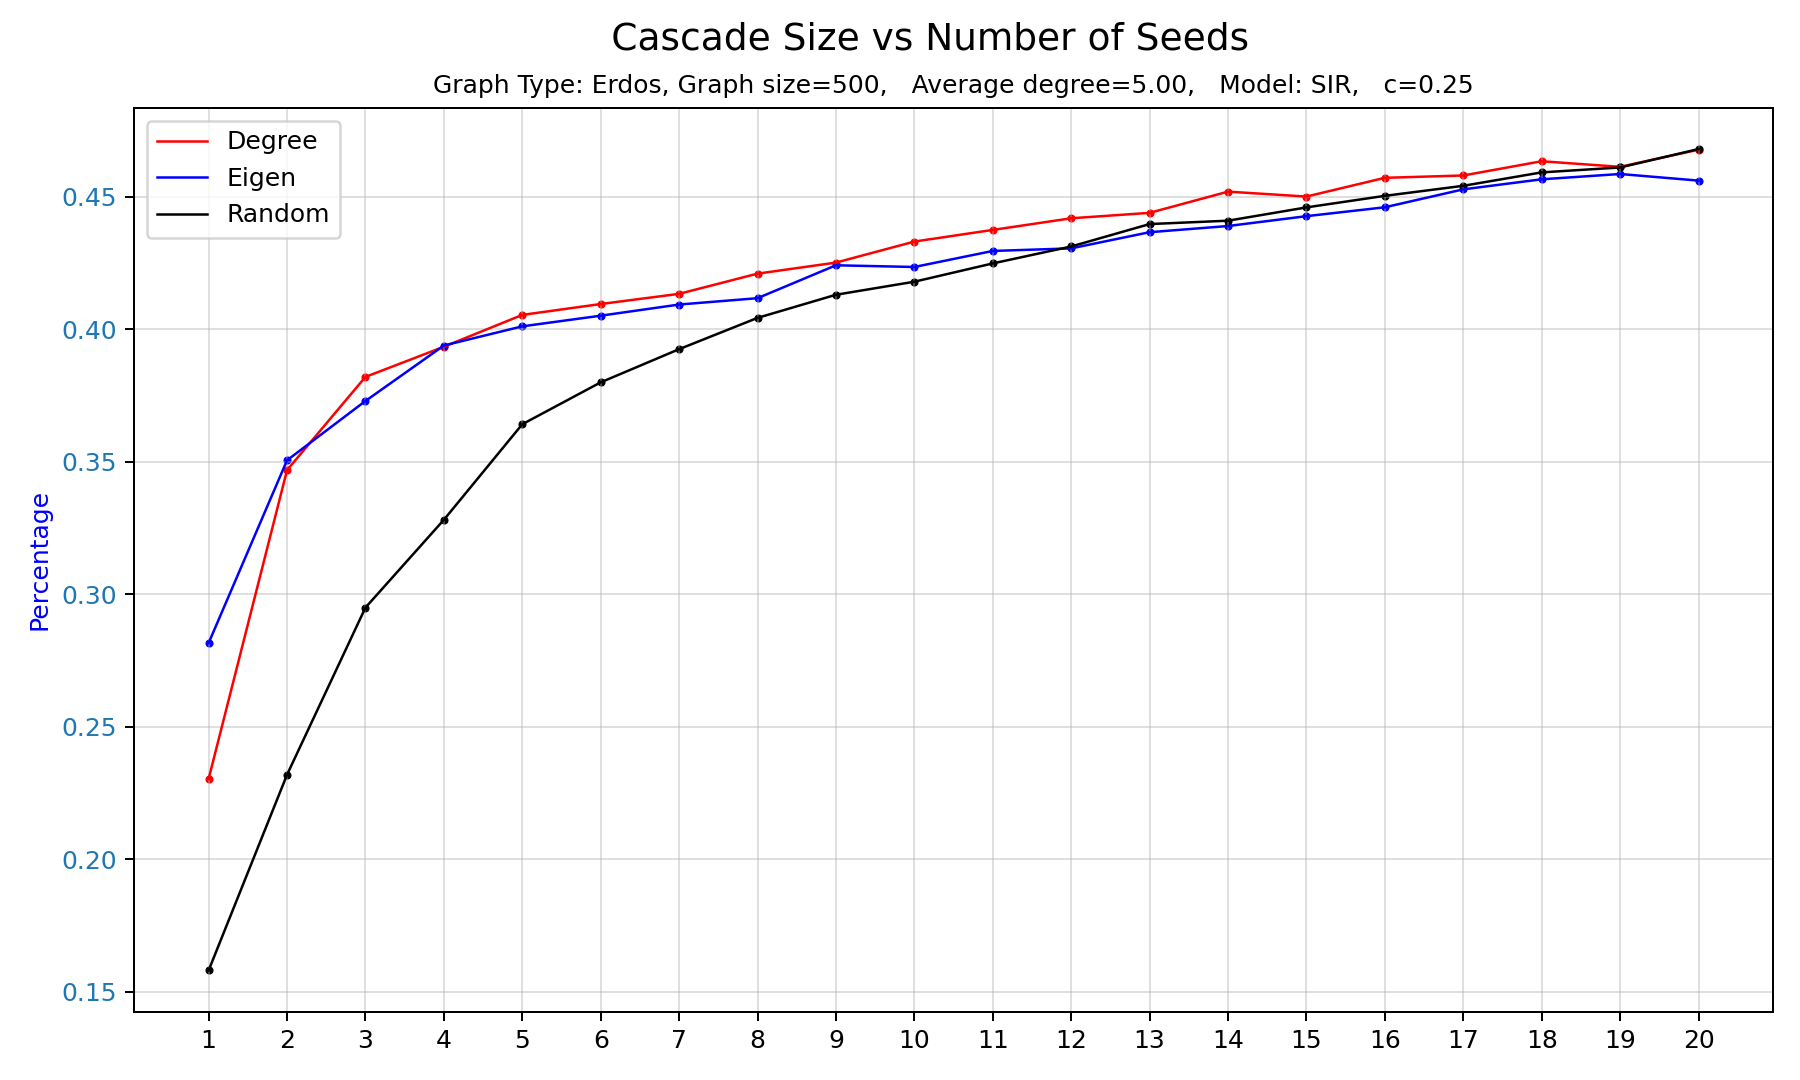 Cascade Size vs Number of Seeds
Graph Type: Erdos, Graph size=500,   Average degree=5.00,   Model: SIR,   c=0.25
Degree
Eigen
Random
Percentage
0.45
0.40
0.35
0.30
0.25
0.20
0.15
1 2 3 4 5 6 7 8 9 10 11 12 13 14 15 16 17 18 19 20